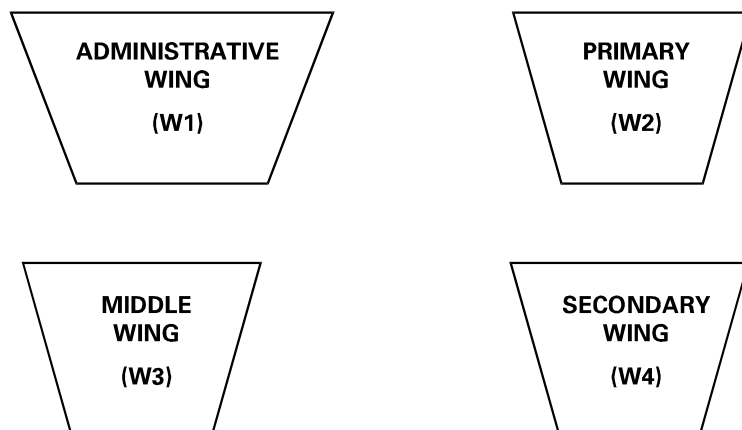 ADMINISTRATIVE
WING
(W1)
PRIMARY
WING
(W2)
MIDDLE
WING
(W3)
SECONDARY
WING
(W4)